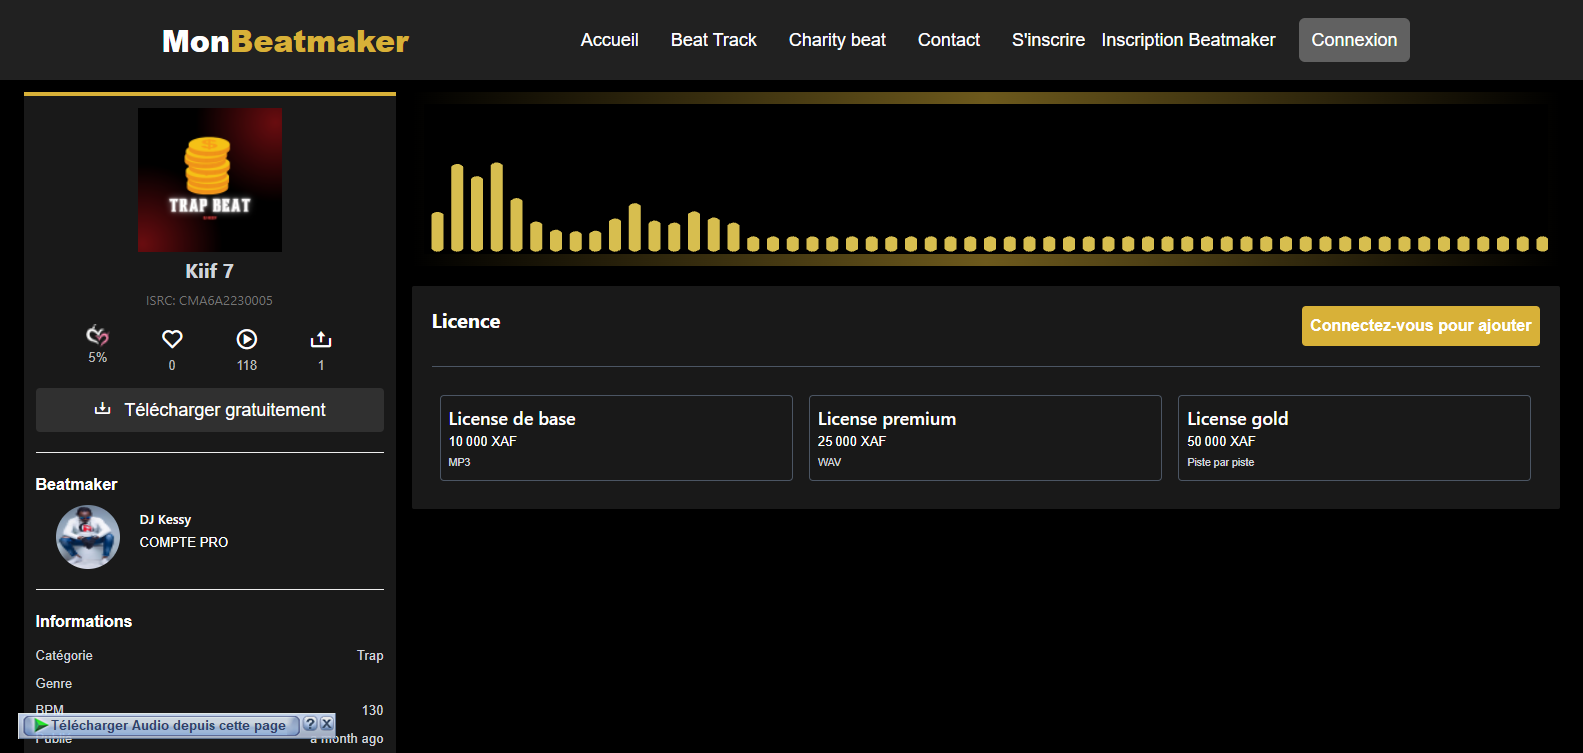 MonBeatmaker
Accueil Beat Track Charity beat Contact S'inscrire Inscription Beatmaker Connexion
TRAP BEAT
Kiif 7
ISRC: CMA6A2230005
5% 0 118 1
Télécharger gratuitement
Beatmaker
DJ Kessy
COMPTE PRO
Informations
Catégorie Trap
Genre
BPM 130
Télécharger Audio depuis cette page ? X
Publié a month ago
Licence
Connectez-vous pour ajouter
License de base
10 000 XAF
MP3
License premium
25 000 XAF
WAV
License gold
50 000 XAF
Piste par piste